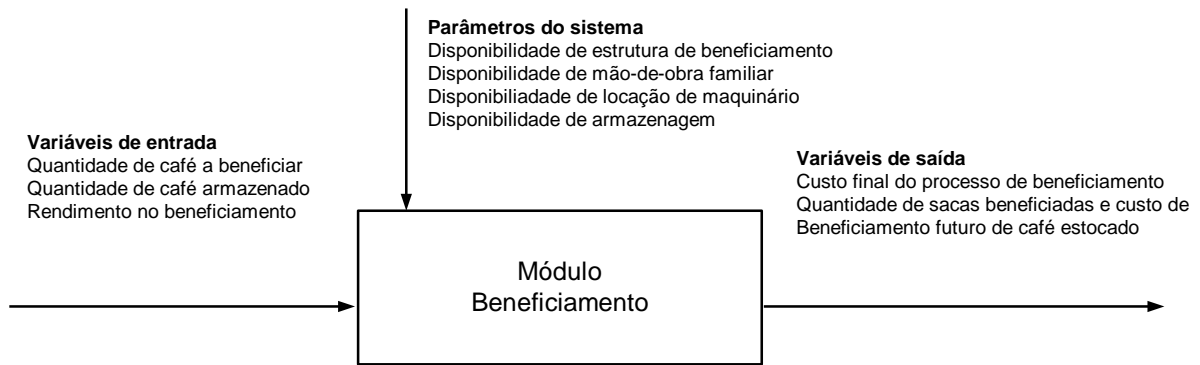 Parâmetros do sistema
Disponibilidade de estrutura de beneficiamento
Disponibilidade de mão-de-obra familiar
Disponibiliadade de locação de maquinário
Disponibilidade de armazenagem
Variáveis de entrada
Quantidade de café a beneficiar
Quantidade de café armazenado
Rendimento no beneficiamento
Variáveis de saída
Custo final do processo de beneficiamento
Quantidade de sacas beneficiadas e custo de
Beneficiamento futuro de café estocado
Módulo
Beneficiamento